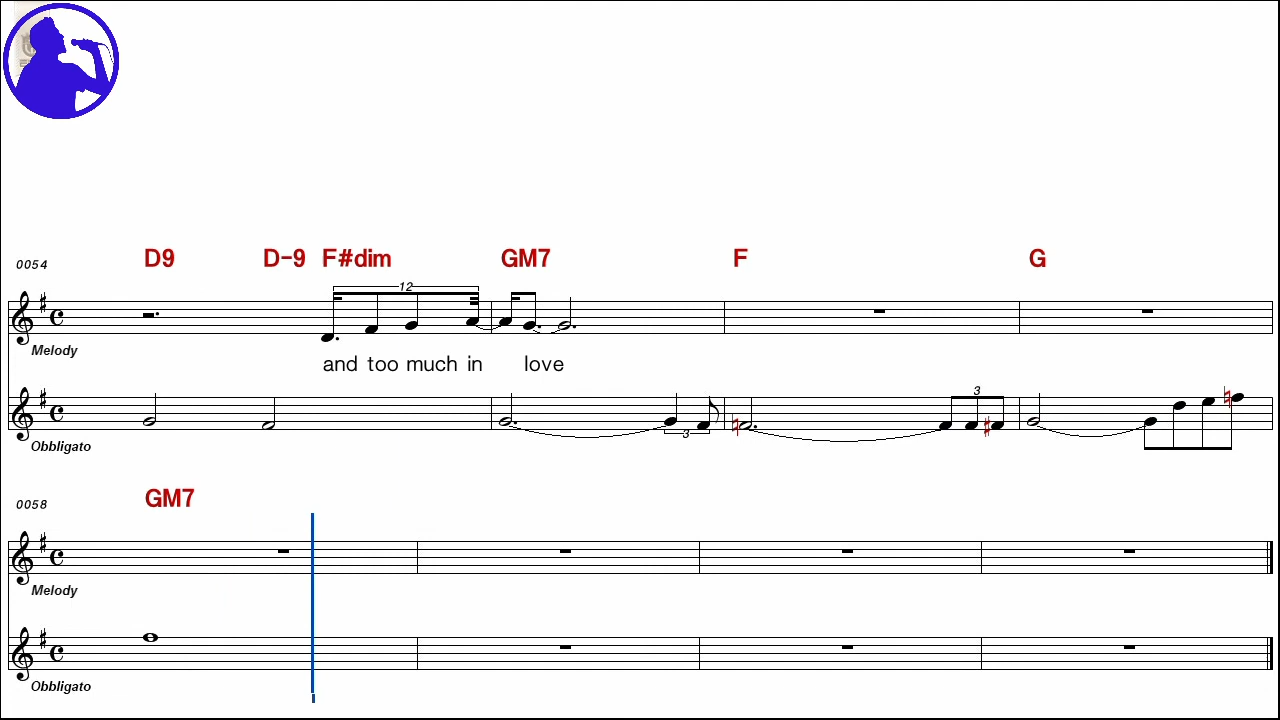 0054 D9 D-9 F#dim GM7 F G
12
Melody
and too much in love
3
3
Obbligato
0058 GM7
Melody
Obbligato